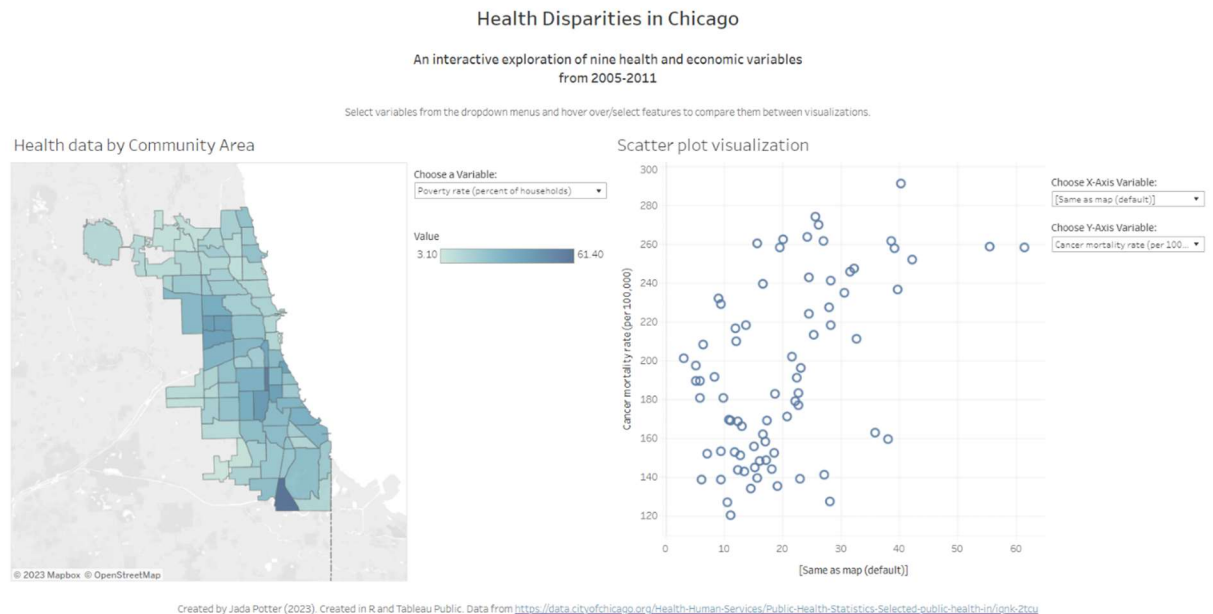 Health Disparities in Chicago
An interactive exploration of nine health and economic variables
from 2005-2011
Select variables from the dropdown menus and hover over/select features to compare them between visualizations.
Health data by Community Area
Choose a Variable:
Poverty rate (percent of households)
Value
3.10
61.40
© 2023 Mapbox © OpenStreetMap
Scatter plot visualization
Cancer mortality rate (per 100,000)
300
280
260
240
220
200
180
160
140
120
0 10 20 30 40 50 60
[Same as map (default)]
Choose X-Axis Variable:
[Same as map (default)]
Choose Y-Axis Variable:
Cancer mortality rate (per 100...
Created by Jada Potter (2023). Created in R and Tableau Public. Data from https://data.cityofchicago.org/Health-Human-Services/Public-Health-Statistics-Selected-public-health-in/iqnk-2tcu